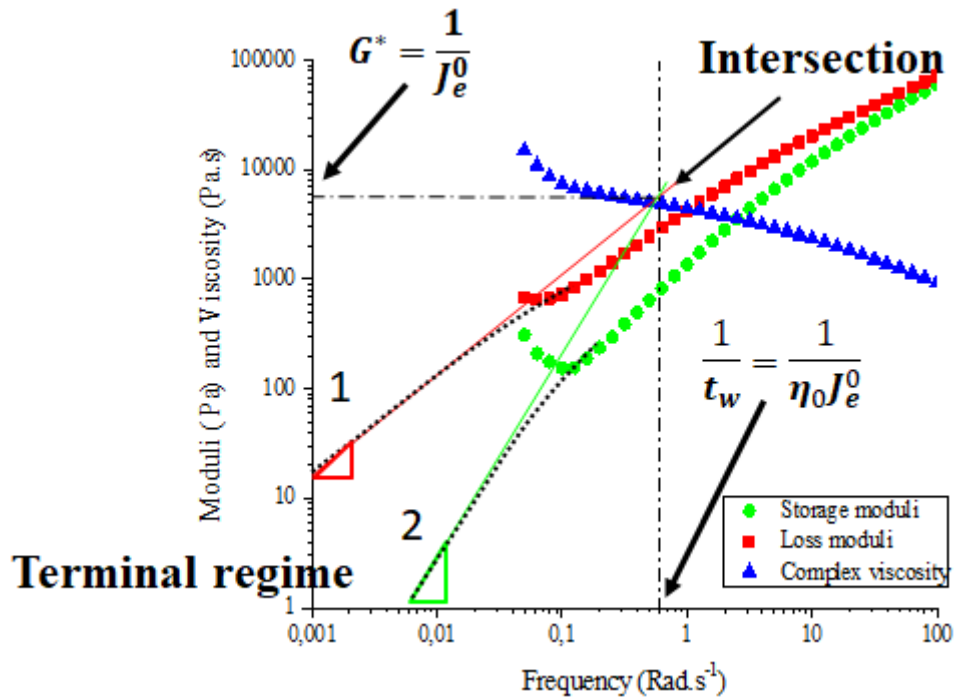 G* = 1 / J_e^0
Intersection
100000
10000
1000
100
10
1
Moduli ( Pa) and Viscosity (Pa.s)
1
2
1 / t_w = 1 / η_0 J_e^0
Storage moduli
Loss moduli
Complex viscosity
Terminal regime
0,001
0,01
0,1
1
10
100
Frequency (Rad.s⁻¹)